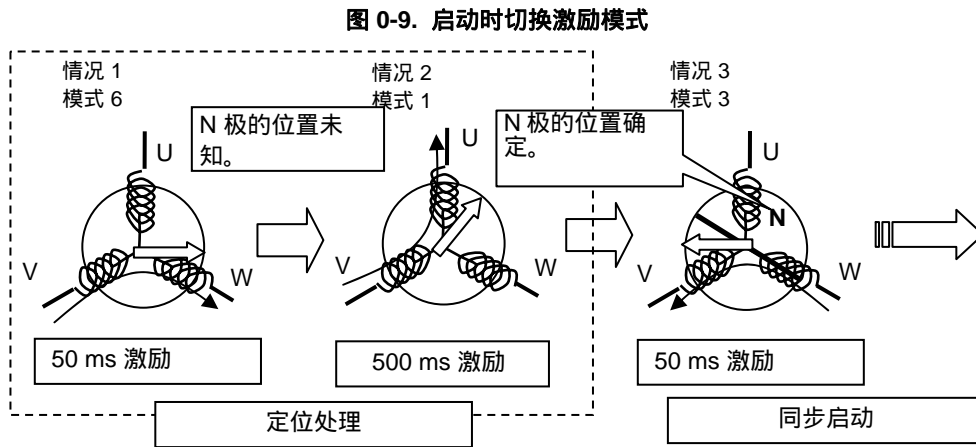 图 0-9. 启动时切换激励模式
情况 1
模式 6
N 极的位置未
知。
U
V
W
50 ms 激励
情况 2
模式 1
U
V
W
500 ms 激励
定位处理
情况 3
模式 3
N 极的位置确
定。
U
N
V
W
50 ms 激励
同步启动